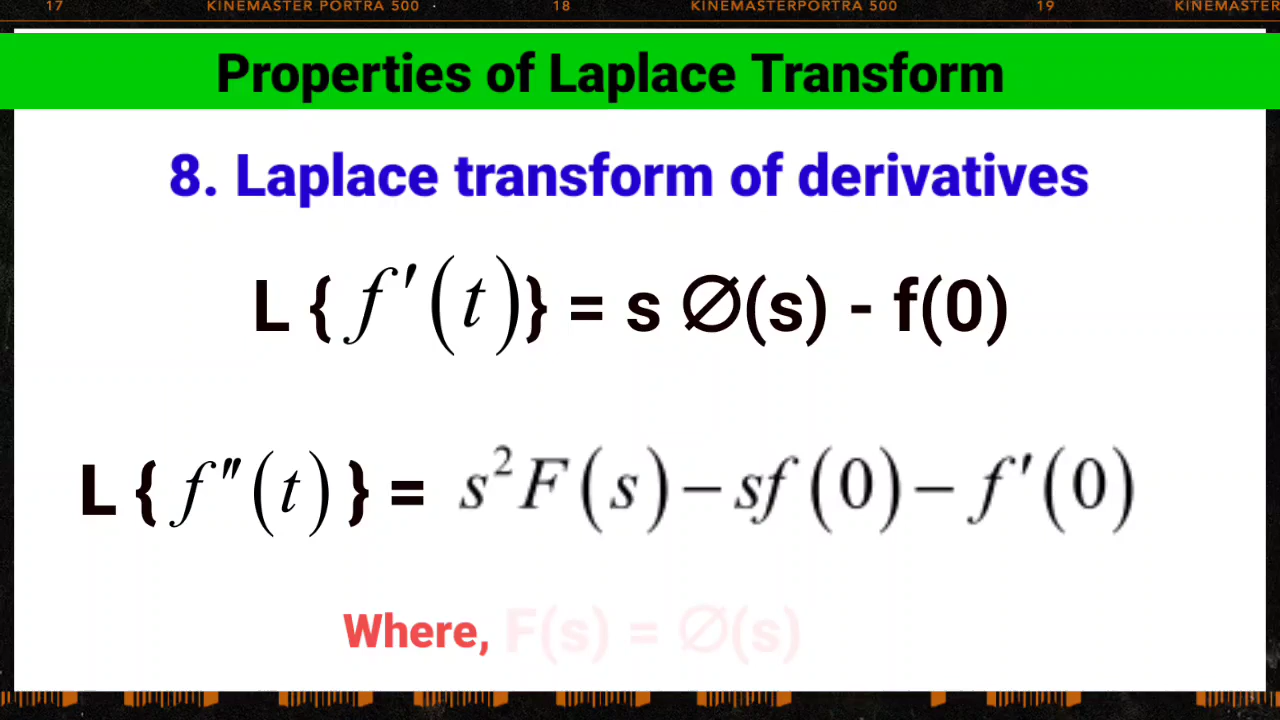 17 KINEMASTER PORTRA 500 · 18 KINEMASTERPORTRA 500 19 KINEMASTER
Properties of Laplace Transform
8. Laplace transform of derivatives
L { f'(t)} = s ∅(s) - f(0)
L { f"(t) } = s²F(s) – sf(0) – f'(0)
Where, F(s) = ∅(s)